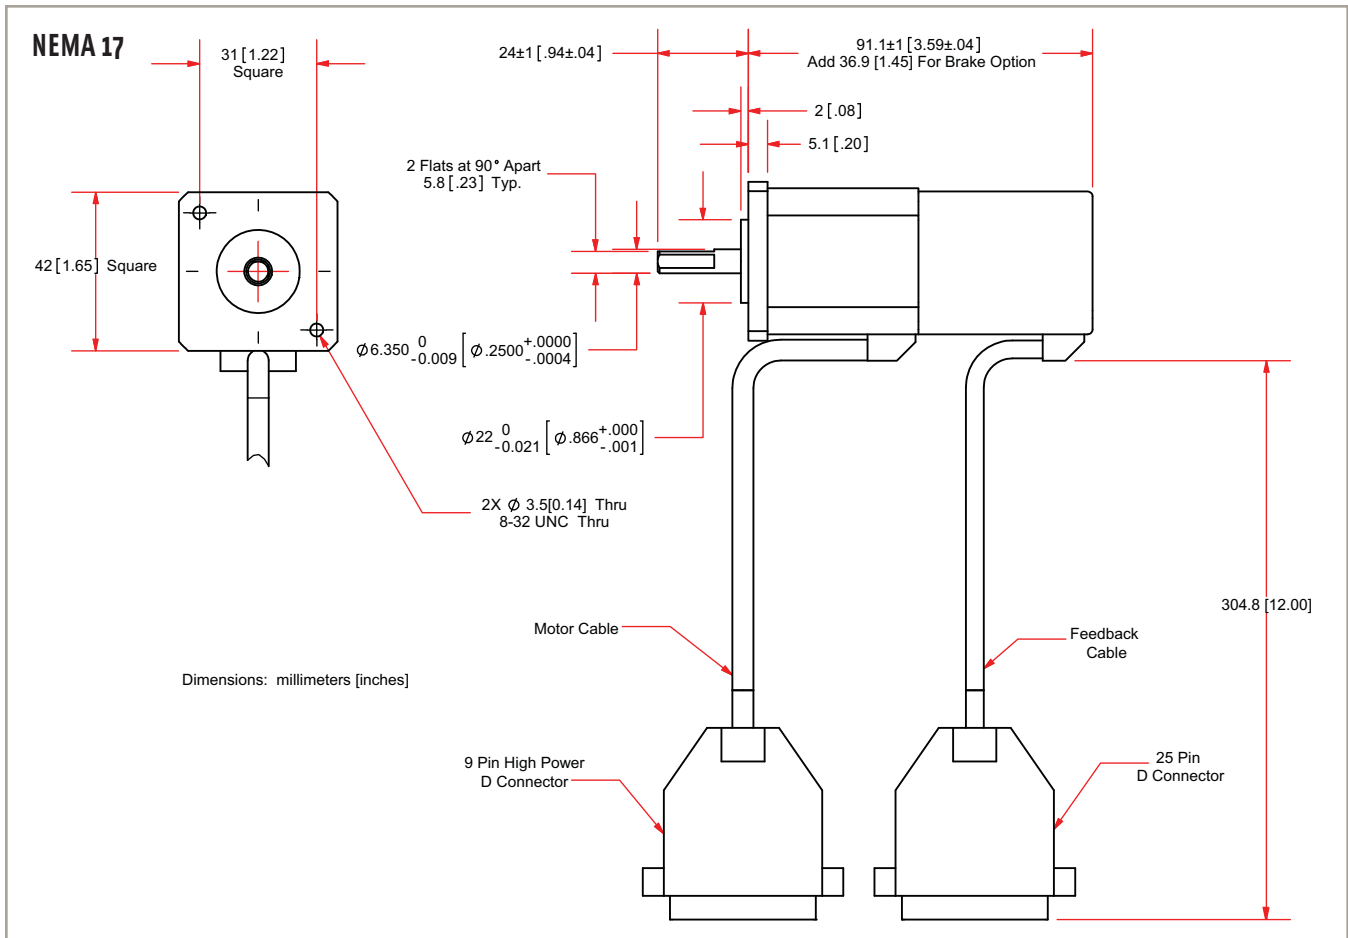 NEMA 17
31 [1.22]
Square
24±1 [.94±.04]
91.1±1 [3.59±.04]
Add 36.9 [1.45] For Brake Option
2 [.08]
5.1 [.20]
2 Flats at 90° Apart
5.8 [.23] Typ.
42 [1.65] Square
Ø6.350 0 -0.009 [Ø.2500 +.0000 -.0004]
Ø22 0 -0.021 [Ø.866 +.000 -.001]
2X Ø 3.5[0.14] Thru
8-32 UNC Thru
304.8 [12.00]
Motor Cable
Feedback
Cable
Dimensions: millimeters [inches]
9 Pin High Power
D Connector
25 Pin
D Connector